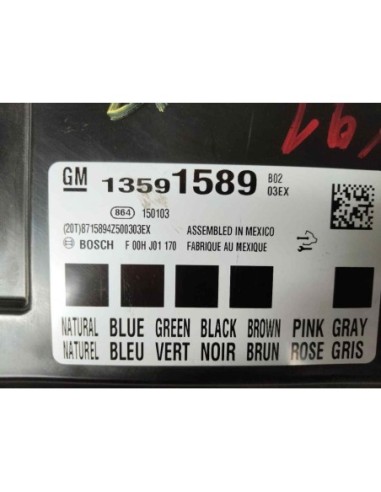 GM 13591589 B02
03EX
864 150103
(20T)8715894Z500303EX ASSEMBLED IN MEXICO
BOSCH F 00H J01 170 FABRIQUE AU MEXIQUE
NATURAL BLUE GREEN BLACK BROWN PINK GRAY
NATUREL BLEU VERT NOIR BRUN ROSE GRIS